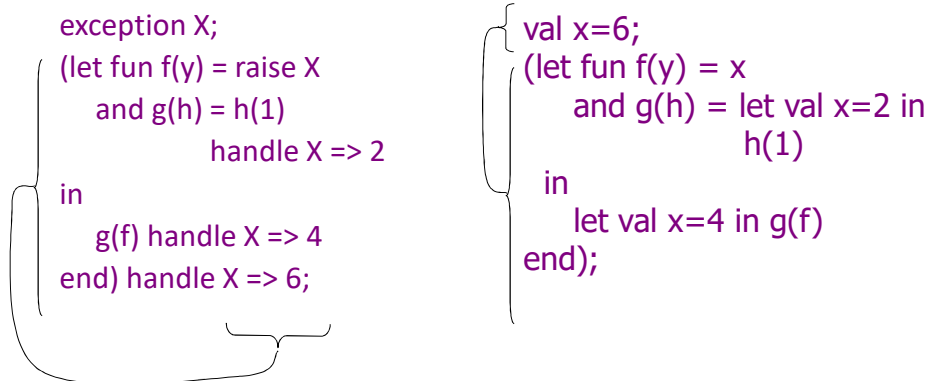 exception X;
(let fun f(y) = raise X
and g(h) = h(1)
handle X => 2
in
g(f) handle X => 4
end) handle X => 6;
val x=6;
(let fun f(y) = x
and g(h) = let val x=2 in
h(1)
in
let val x=4 in g(f)
end);